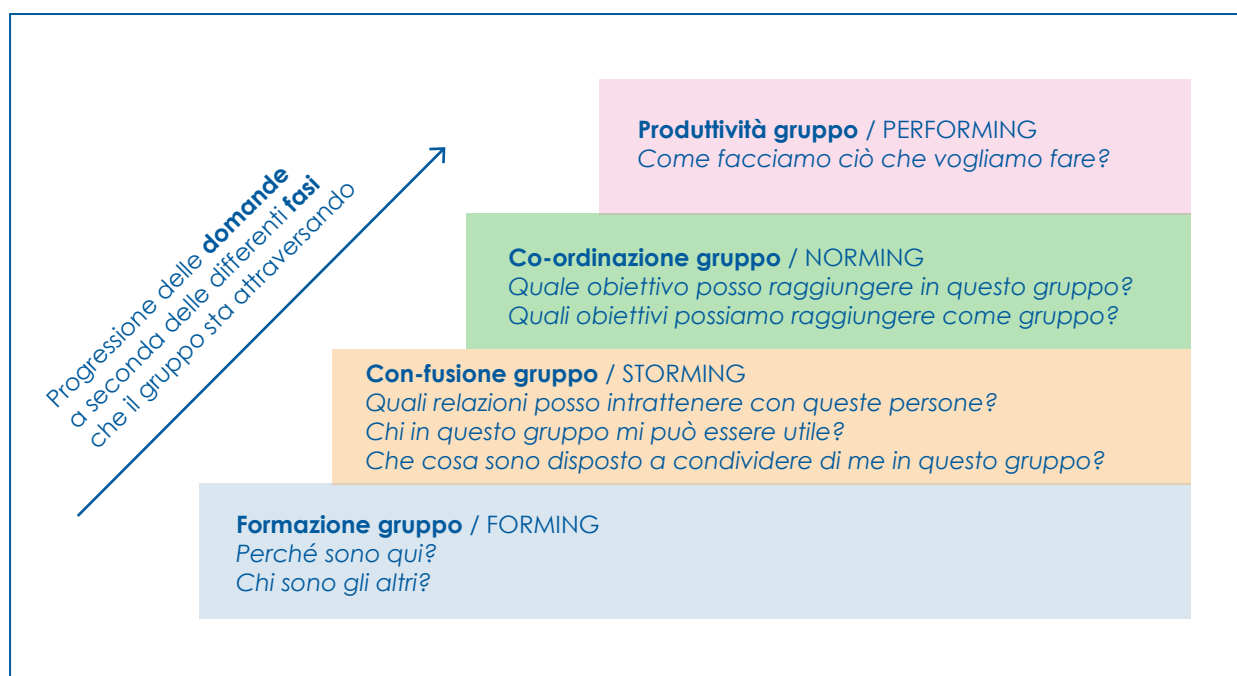 Progressione delle domande
a seconda delle differenti fasi
che il gruppo sta attraversando
Produttività gruppo / PERFORMING
Come facciamo ciò che vogliamo fare?
Co-ordinazione gruppo / NORMING
Quale obiettivo posso raggiungere in questo gruppo?
Quali obiettivi possiamo raggiungere come gruppo?
Con-fusione gruppo / STORMING
Quali relazioni posso intrattenere con queste persone?
Chi in questo gruppo mi può essere utile?
Che cosa sono disposto a condividere di me in questo gruppo?
Formazione gruppo / FORMING
Perché sono qui?
Chi sono gli altri?